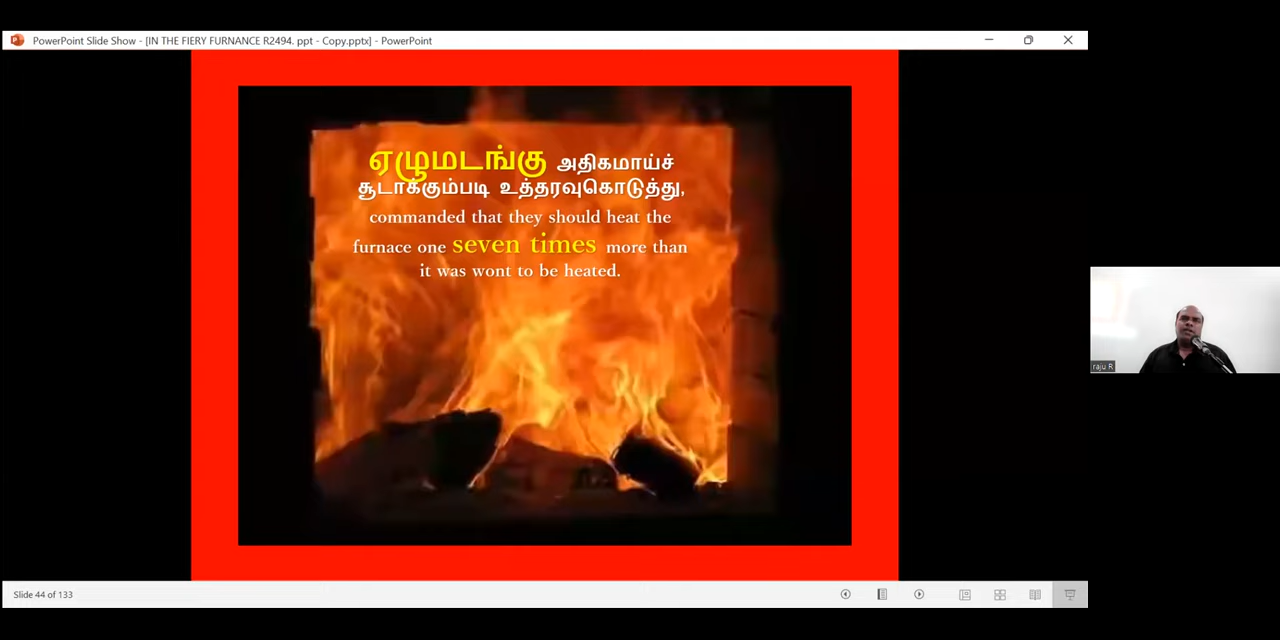 PowerPoint Slide Show - [IN THE FIERY FURNANCE R2494. ppt - Copy.pptx] - PowerPoint
ஏழுமடங்கு அதிகமாய்ச்
சூடாக்கும்படி உத்தரவுகொடுத்து,
commanded that they should heat the
furnace one seven times more than
it was wont to be heated.
raju R
Slide 44 of 133